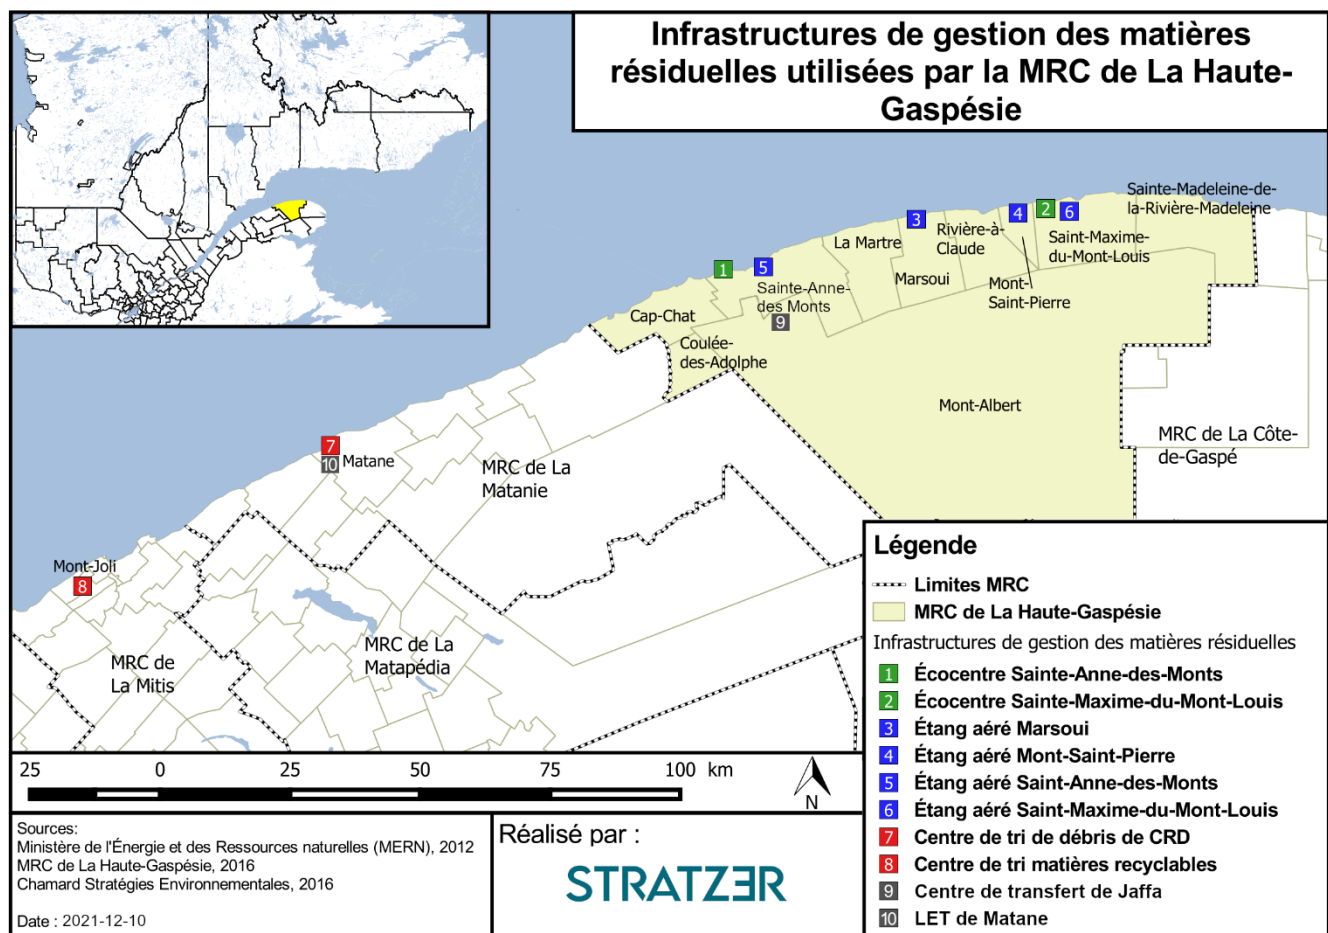 Infrastructures de gestion des matières
résiduelles utilisées par la MRC de La Haute-
Gaspésie
Sainte-Madeleine-de-
la-Rivière-Madeleine
3
4
2
6
La Martre
Rivière-à-
Claude
Saint-Maxime-
du-Mont-Louis
1
5
Marsoui
Mont-
Saint-Pierre
Sainte-Anne-
des Monts
9
Cap-Chat
Coulée-
des-Adolphe
Mont-Albert
MRC de La Côte-
de-Gaspé
7
10
Matane
MRC de La
Matanie
Mont-Joli
8
MRC de La
Matapédia
MRC de
La Mitis
Légende
Limites MRC
MRC de La Haute-Gaspésie
Infrastructures de gestion des matières résiduelles
1 Écocentre Sainte-Anne-des-Monts
2 Écocentre Sainte-Maxime-du-Mont-Louis
3 Étang aéré Marsoui
4 Étang aéré Mont-Saint-Pierre
5 Étang aéré Saint-Anne-des-Monts
6 Étang aéré Saint-Maxime-du-Mont-Louis
7 Centre de tri de débris de CRD
8 Centre de tri matières recyclables
9 Centre de transfert de Jaffa
10 LET de Matane
25 0 25 50 75 100 km
N
Sources:
Ministère de l'Énergie et des Ressources naturelles (MERN), 2012
MRC de La Haute-Gaspésie, 2016
Chamard Stratégies Environnementales, 2016
Date : 2021-12-10
Réalisé par :
STRATZER